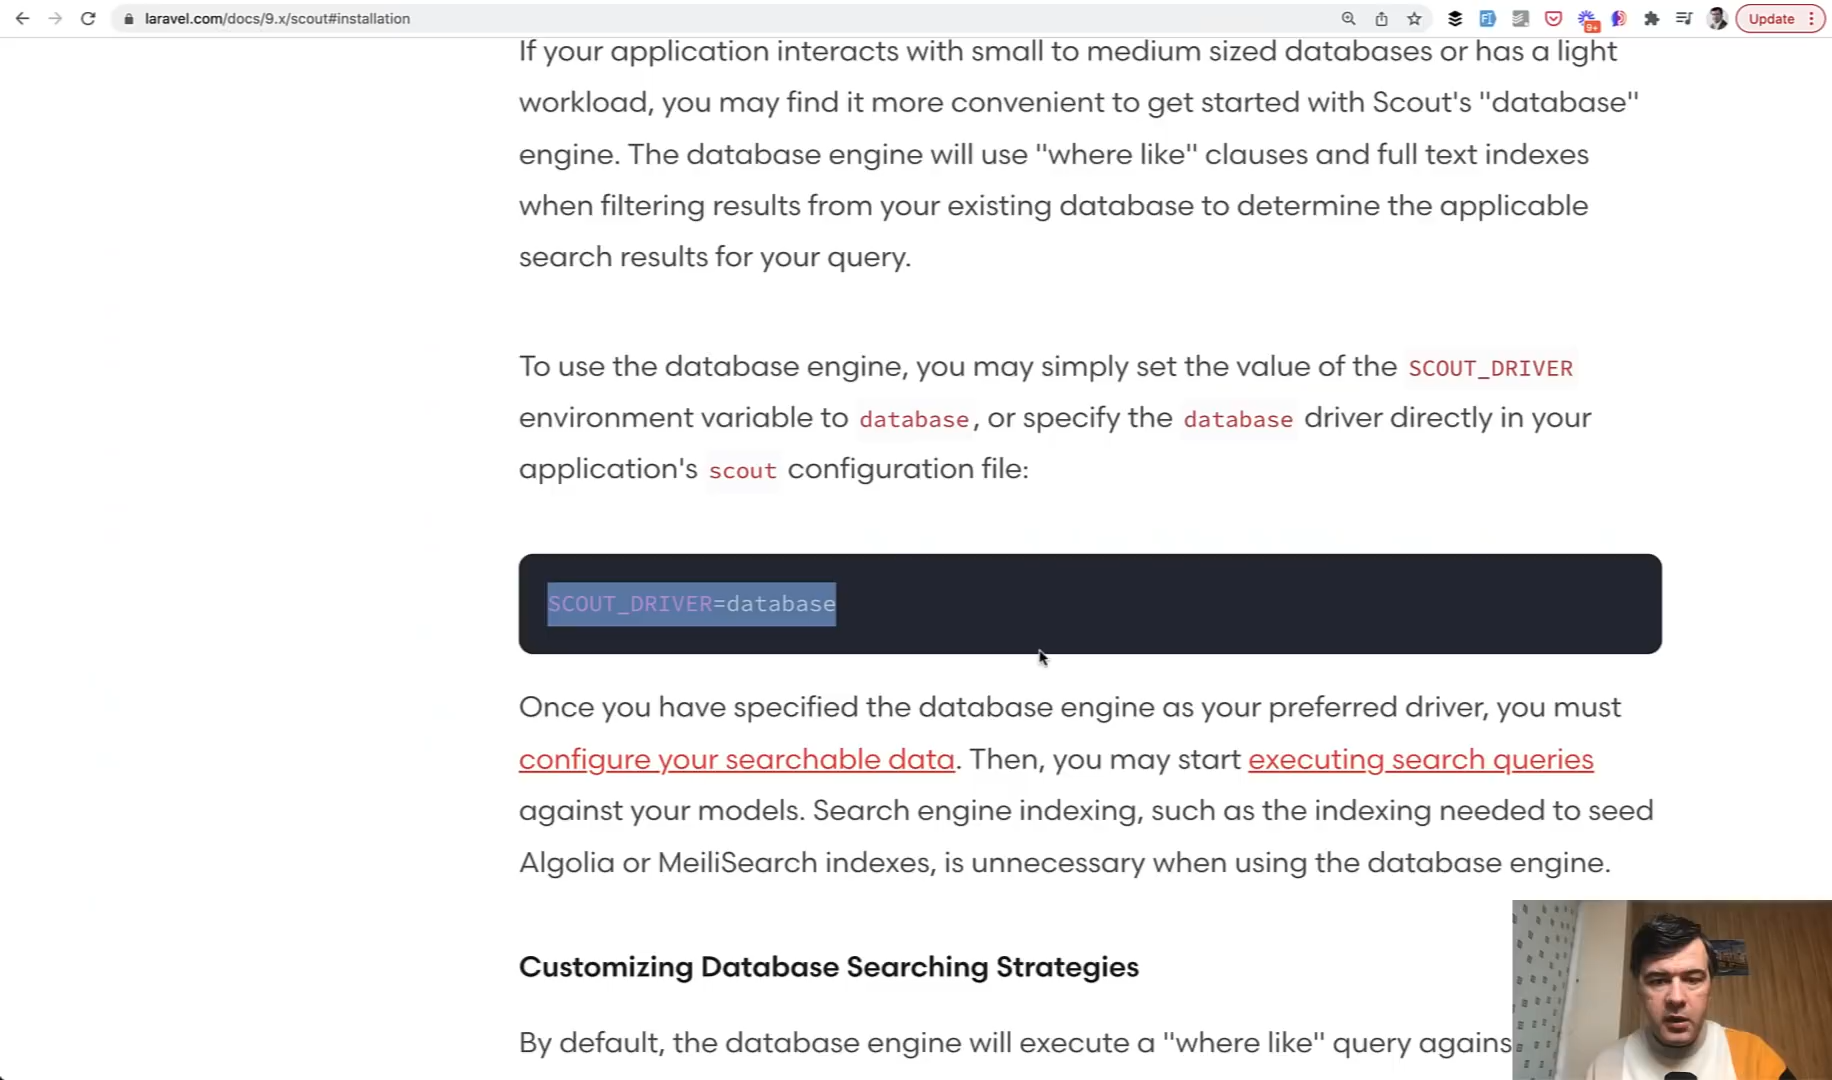 laravel.com/docs/9.x/scout#installation
9+
Update
If your application interacts with small to medium sized databases or has a light
workload, you may find it more convenient to get started with Scout's "database"
engine. The database engine will use "where like" clauses and full text indexes
when filtering results from your existing database to determine the applicable
search results for your query.
To use the database engine, you may simply set the value of the SCOUT_DRIVER
environment variable to database, or specify the database driver directly in your
application's scout configuration file:
SCOUT_DRIVER=database
Once you have specified the database engine as your preferred driver, you must
configure your searchable data. Then, you may start executing search queries
against your models. Search engine indexing, such as the indexing needed to seed
Algolia or MeiliSearch indexes, is unnecessary when using the database engine.
Customizing Database Searching Strategies
By default, the database engine will execute a "where like" query agains